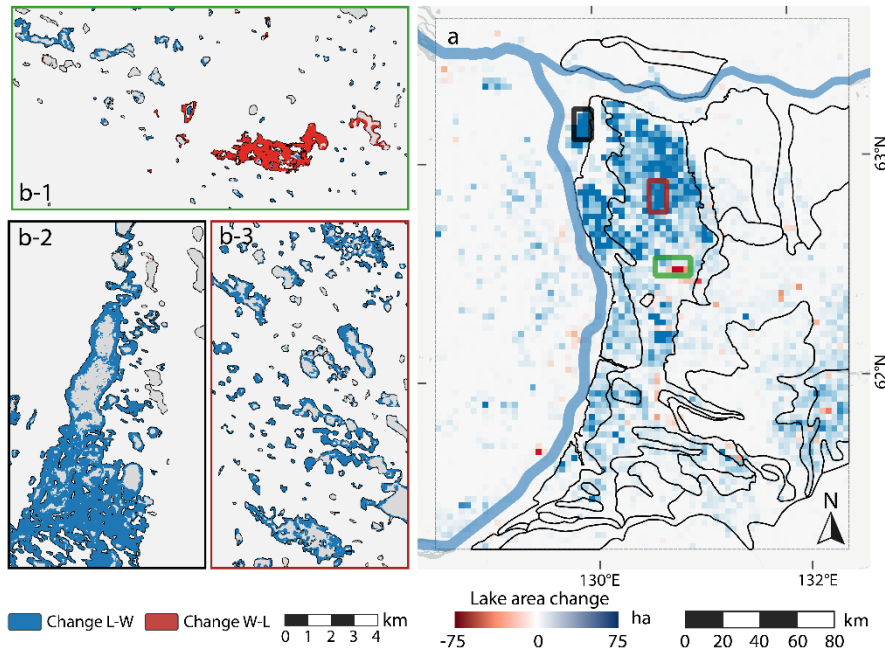 b-1
b-2
b-3
Change L-W
Change W-L
km
0 1 2 3 4
a
63°N
62°N
N
130°E
132°E
Lake area change
ha
-75
0
75
km
0 20 40 60 80